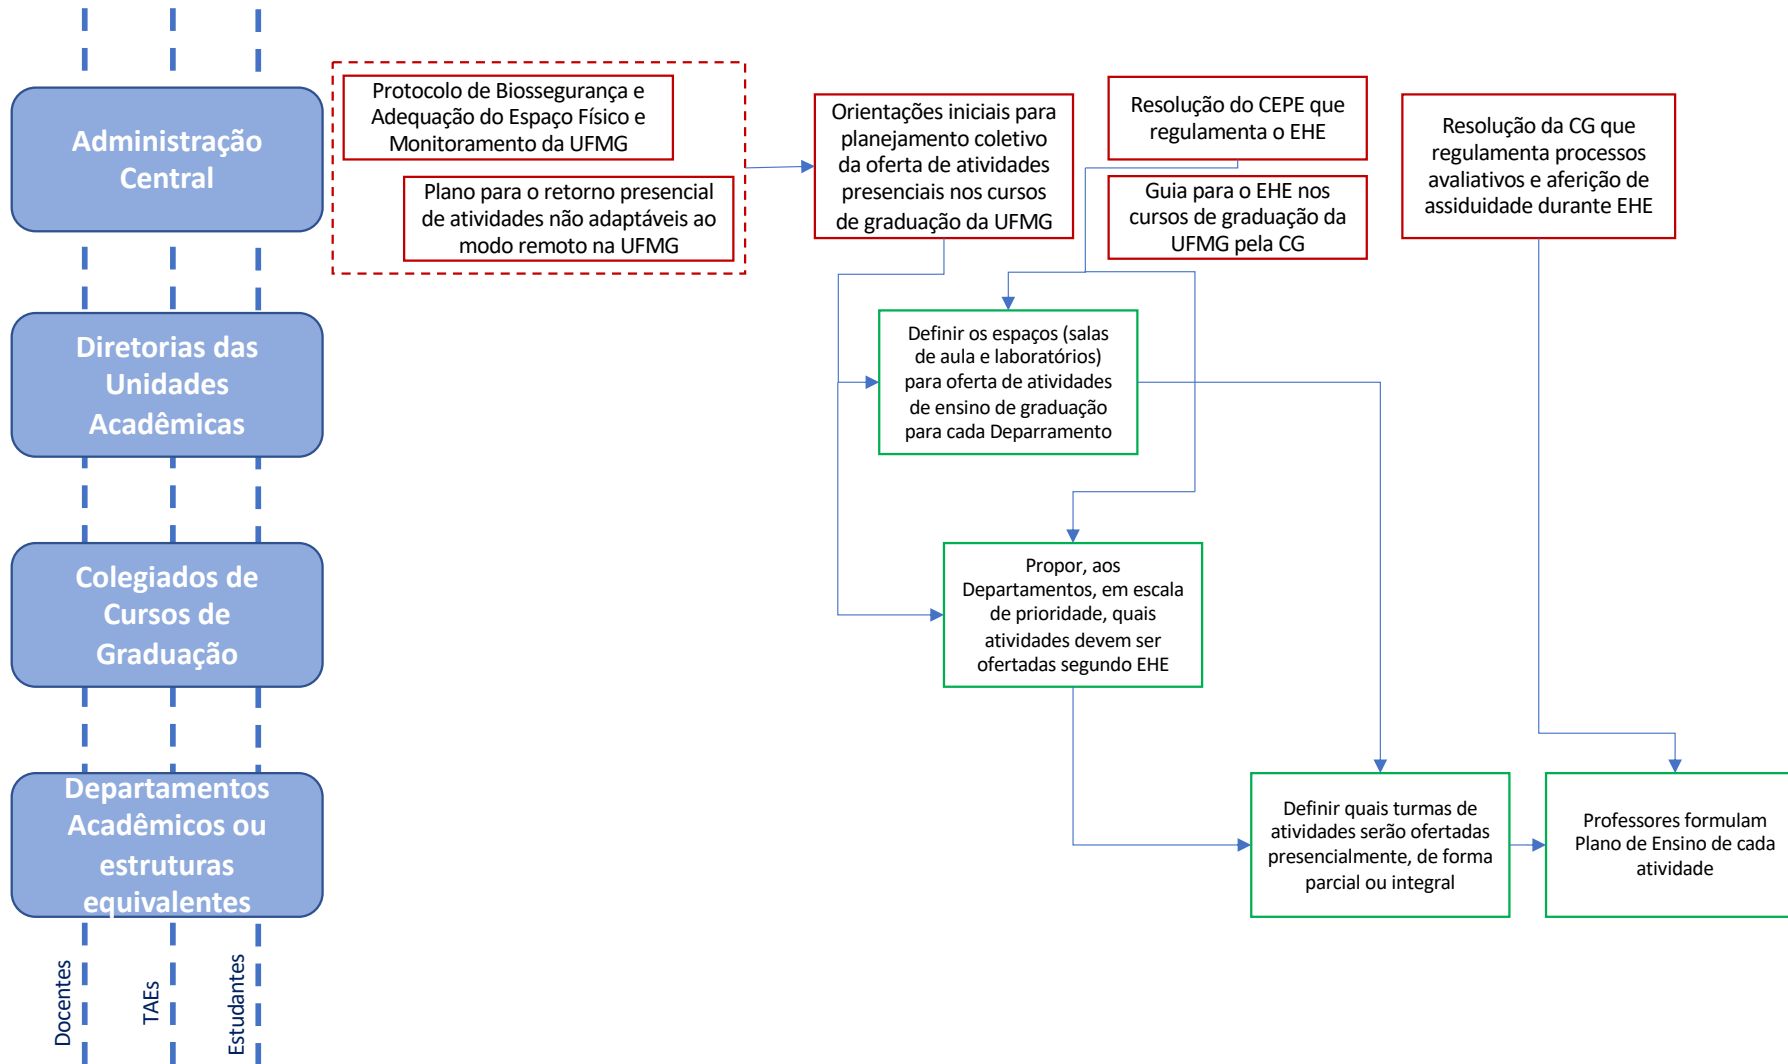 Administração
Central
Protocolo de Biossegurança e
Adequação do Espaço Físico e
Monitoramento da UFMG
Plano para o retorno presencial
de atividades não adaptáveis ao
modo remoto na UFMG
Orientações iniciais para
planejamento coletivo
da oferta de atividades
presenciais nos cursos
de graduação da UFMG
Resolução do CEPE que
regulamenta o EHE
Guia para o EHE nos
cursos de graduação da
UFMG pela CG
Resolução da CG que
regulamenta processos
avaliativos e aferição de
assiduidade durante EHE
Diretorias das
Unidades
Acadêmicas
Definir os espaços (salas
de aula e laboratórios)
para oferta de atividades
de ensino de graduação
para cada Deparramento
Colegiados de
Cursos de
Graduação
Propor, aos
Departamentos, em escala
de prioridade, quais
atividades devem ser
ofertadas segundo EHE
Departamentos
Acadêmicos ou
estruturas
equivalentes
Definir quais turmas de
atividades serão ofertadas
presencialmente, de forma
parcial ou integral
Professores formulam
Plano de Ensino de cada
atividade
Docentes
TAEs
Estudantes